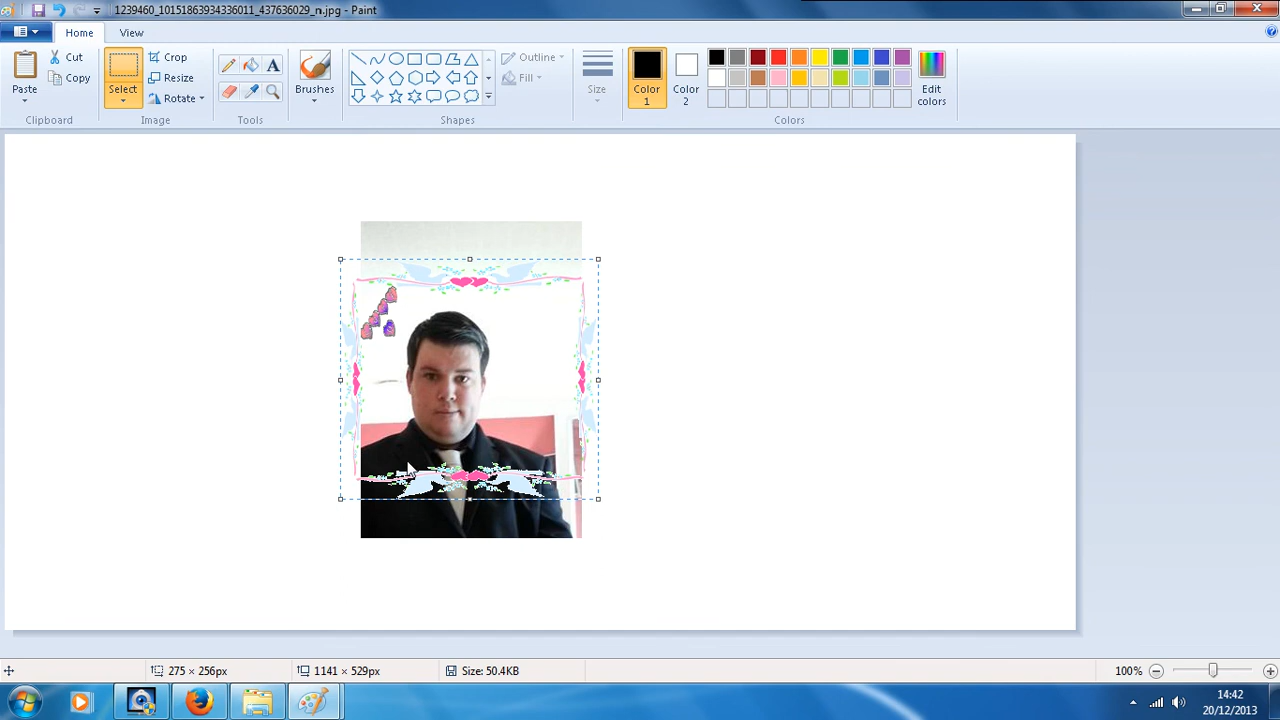 1239460_10151863934336011_437636029_n.jpg - Paint
Home
View
Paste
Cut
Copy
Clipboard
Select
Crop
Resize
Rotate
Image
A
Tools
Brushes
Outline
Fill
Shapes
Size
Color
1
Color
2
Edit
colors
Colors
275 × 256px
1141 × 529px
Size: 50.4KB
100%
14:42
20/12/2013